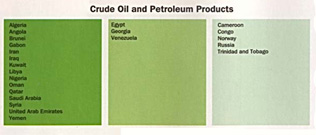 Crude Oil and Petroleum Products
Algeria
Angola
Brunei
Gabon
Iran
Iraq
Kuwait
Libya
Nigeria
Oman
Qatar
Saudi Arabia
Syria
United Arab Emirates
Yemen
Egypt
Georgia
Venezuela
Cameroon
Congo
Norway
Russia
Trinidad and Tobago